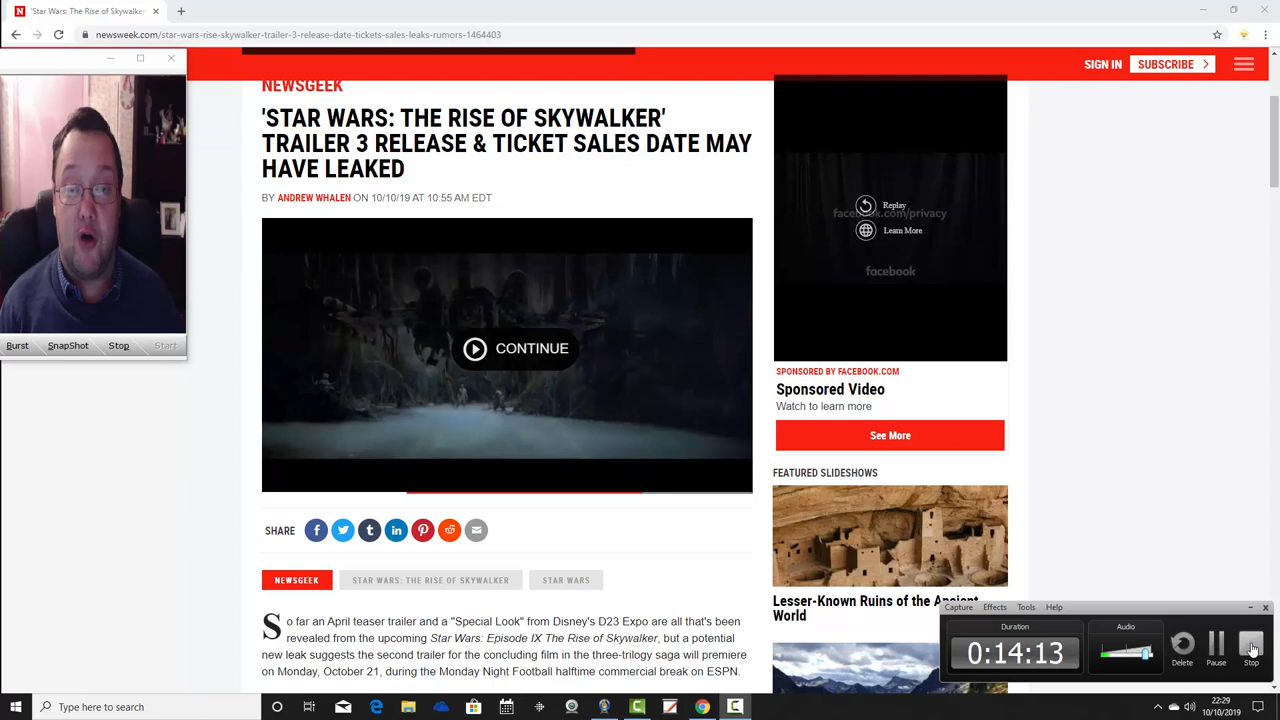 'Star Wars: The Rise of Skywalker'
newsweek.com/star-wars-rise-skywalker-trailer-3-release-date-tickets-sales-leaks-rumors-1464403
SIGN IN
SUBSCRIBE
NEWSGEEK
'STAR WARS: THE RISE OF SKYWALKER'
TRAILER 3 RELEASE & TICKET SALES DATE MAY
HAVE LEAKED
BY ANDREW WHALEN ON 10/10/19 AT 10:55 AM EDT
CONTINUE
Burst SnapShot Stop Start
SHARE
NEWSGEEK
STAR WARS: THE RISE OF SKYWALKER
STAR WARS
So far an April teaser trailer and a "Special Look" from Disney's D23 Expo are all that's been
revealed from the upcoming Star Wars: Episode IX The Rise of Skywalker, but a potential
new leak suggests the second trailer for the concluding film in the three-trilogy saga will premiere
on Monday, October 21, during the Monday Night Football halftime commercial break on ESPN.
Replay
facebook.com/privacy
Learn More
facebook
SPONSORED BY FACEBOOK.COM
Sponsored Video
Watch to learn more
See More
FEATURED SLIDESHOWS
Lesser-Known Ruins of the Ancient
World
Capture Effects Tools Help
Duration
0:14:13
Audio
Delete Pause Stop
Type here to search
22:29
10/10/2019